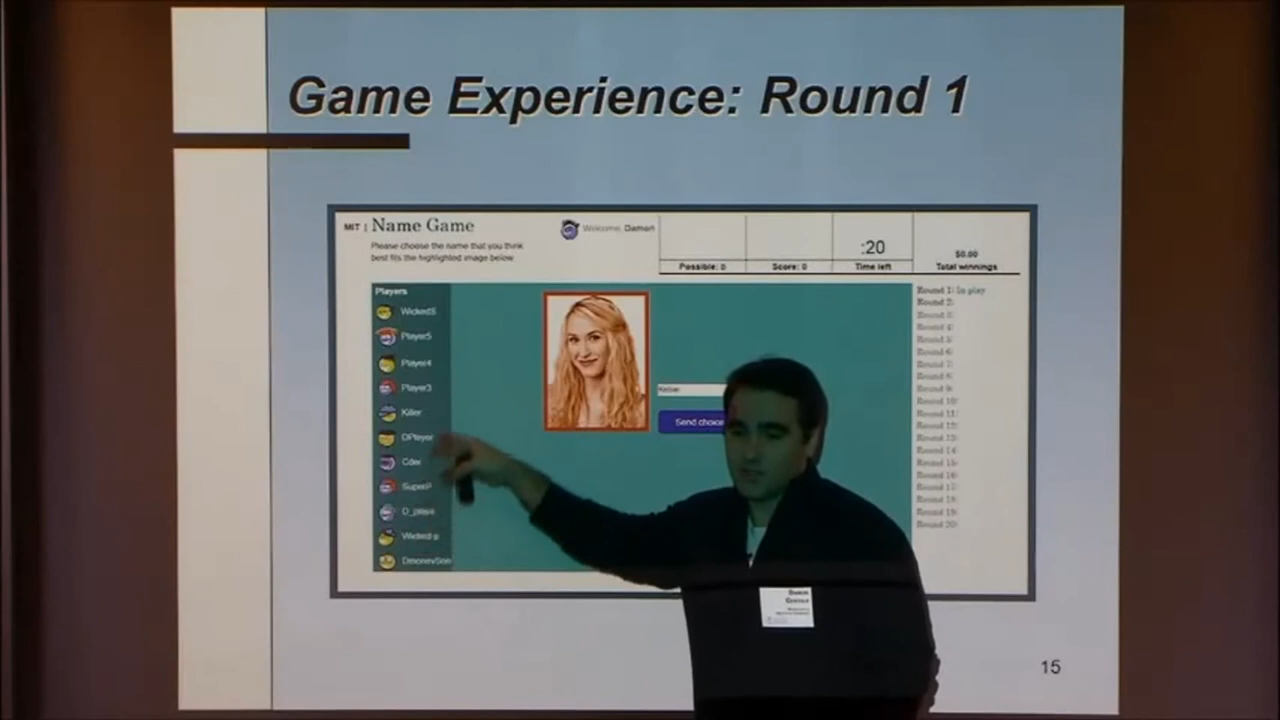 Game Experience: Round 1
MIT | Name Game
Please choose the name that you think
best fits the highlighted image below
Welcome, Damon
Possible: 0
Score: 0
:20
Time left
$0.00
Total winnings
Players
Player5
Player4
Player3
Killer
DPlayer
Cder
SuperP
Send choice
Round 1: In play
Round 2:
Round 3:
Round 4:
Round 5:
Round 6:
Round 7:
Round 8:
Round 9:
Round 10:
Round 11:
Round 12:
Round 13:
Round 14:
Round 15:
Round 16:
Round 17:
Round 18:
Round 19:
Round 20:
Damon
15